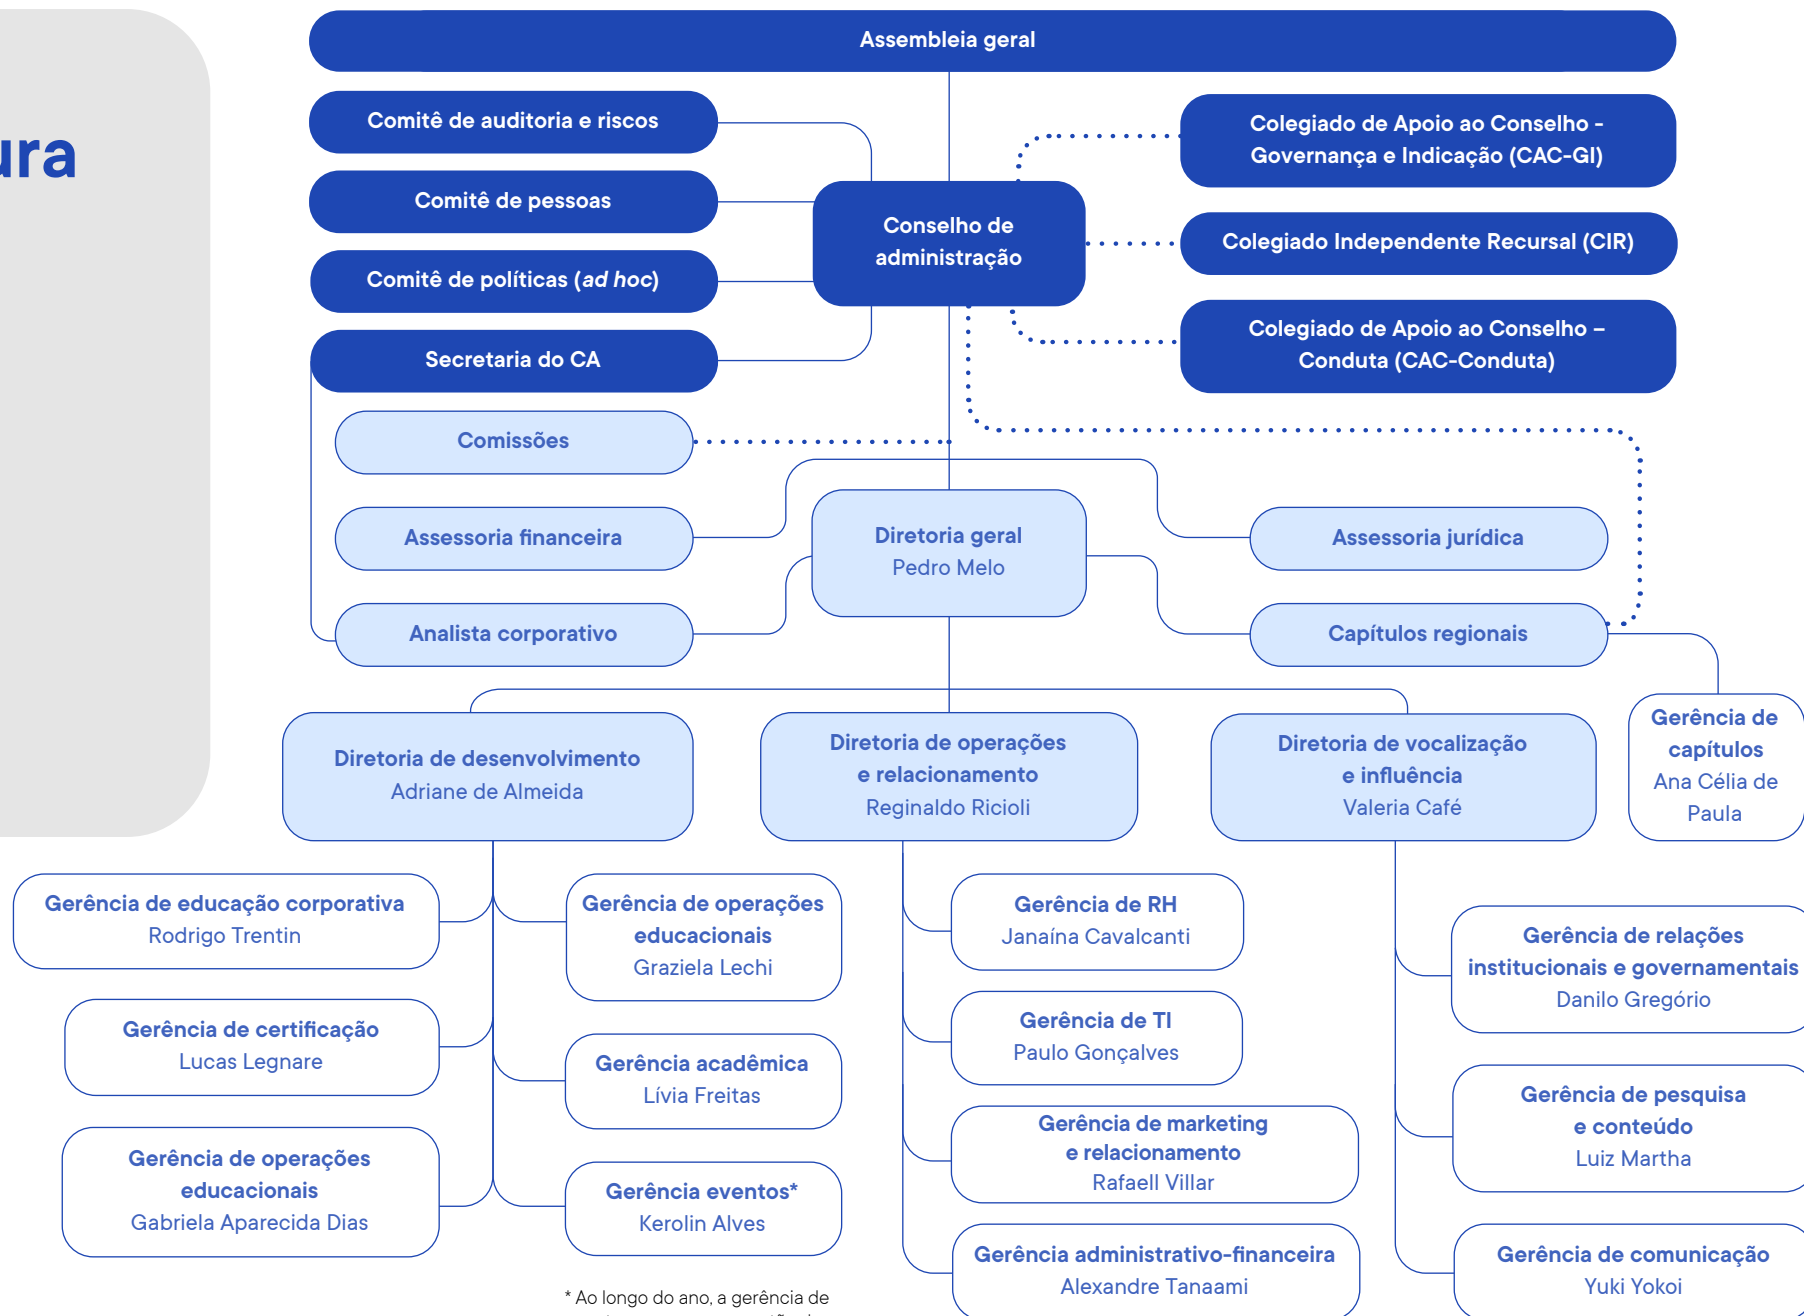 ura
Assembleia geral
Comitê de auditoria e riscos
Comitê de pessoas
Comitê de políticas (ad hoc)
Secretaria do CA
Conselho de
administração
Colegiado de Apoio ao Conselho -
Governança e Indicação (CAC-GI)
Colegiado Independente Recursal (CIR)
Colegiado de Apoio ao Conselho –
Conduta (CAC-Conduta)
Comissões
Assessoria financeira
Analista corporativo
Diretoria geral
Pedro Melo
Assessoria jurídica
Capítulos regionais
Gerência de
capítulos
Ana Célia de
Paula
Diretoria de desenvolvimento
Adriane de Almeida
Diretoria de operações
e relacionamento
Reginaldo Ricioli
Diretoria de vocalização
e influência
Valeria Café
Gerência de educação corporativa
Rodrigo Trentin
Gerência de certificação
Lucas Legnare
Gerência de operações
educacionais
Gabriela Aparecida Dias
Gerência de operações
educacionais
Graziela Lechi
Gerência acadêmica
Lívia Freitas
Gerência eventos*
Kerolin Alves
Gerência de RH
Janaína Cavalcanti
Gerência de TI
Paulo Gonçalves
Gerência de marketing
e relacionamento
Rafaell Villar
Gerência administrativo-financeira
Alexandre Tanaami
Gerência de relações
institucionais e governamentais
Danilo Gregório
Gerência de pesquisa
e conteúdo
Luiz Martha
Gerência de comunicação
Yuki Yokoi
* Ao longo do ano, a gerência de